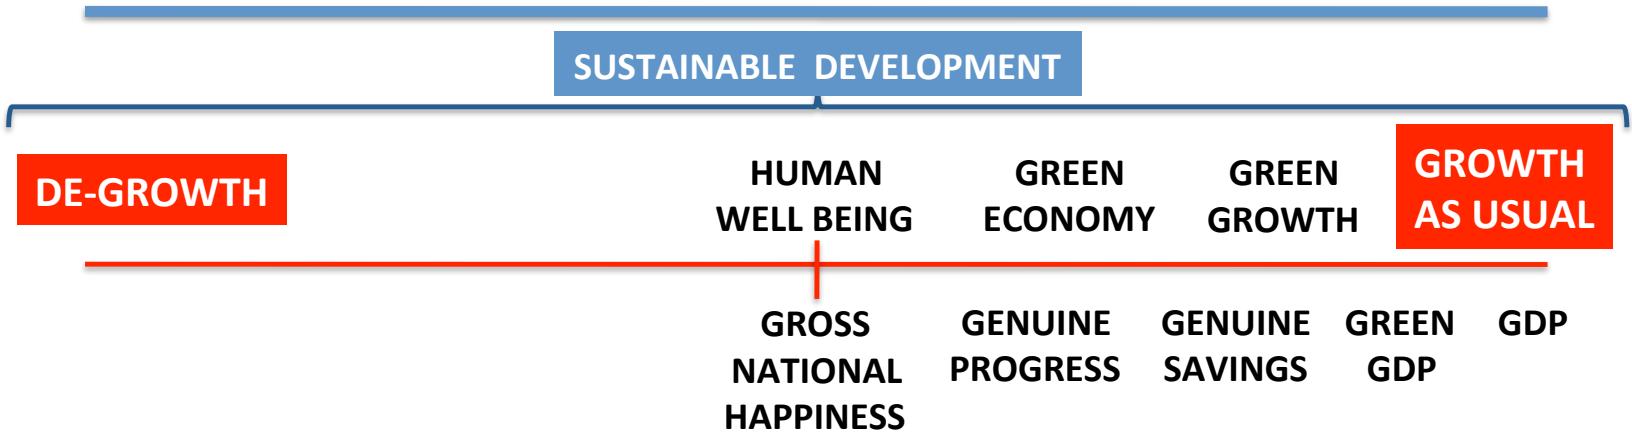 SUSTAINABLE DEVELOPMENT
DE-GROWTH
HUMAN
WELL BEING
GREEN
ECONOMY
GREEN
GROWTH
GROWTH
AS USUAL
GROSS
NATIONAL
HAPPINESS
GENUINE
PROGRESS
GENUINE
SAVINGS
GREEN
GDP
GDP